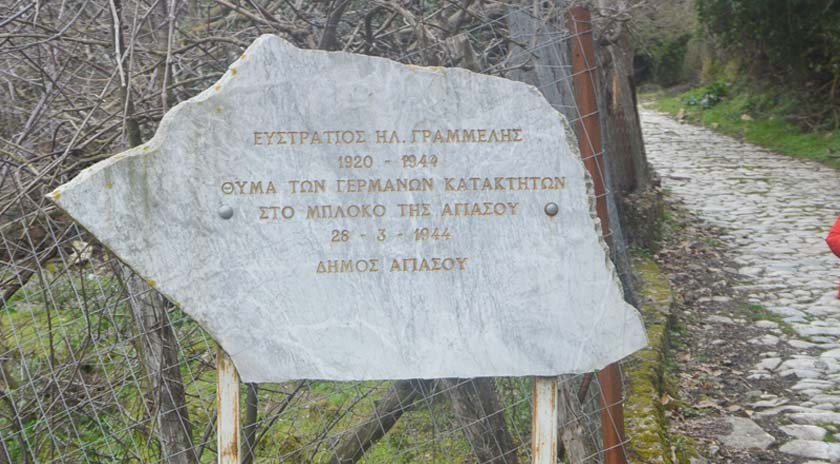 ΕΥΣΤΡΑΤΙΟΣ ΗΛ. ΓΡΑΜΜΕΛΗΣ
1920 - 1944
ΘΥΜΑ ΤΩΝ ΓΕΡΜΑΝΩΝ ΚΑΤΑΚΤΗΤΩΝ
ΣΤΟ ΜΠΛΟΚΟ ΤΗΣ ΑΓΙΑΣΟΥ
28 - 3 - 1944
ΔΗΜΟΣ ΑΓΙΑΣΟΥ